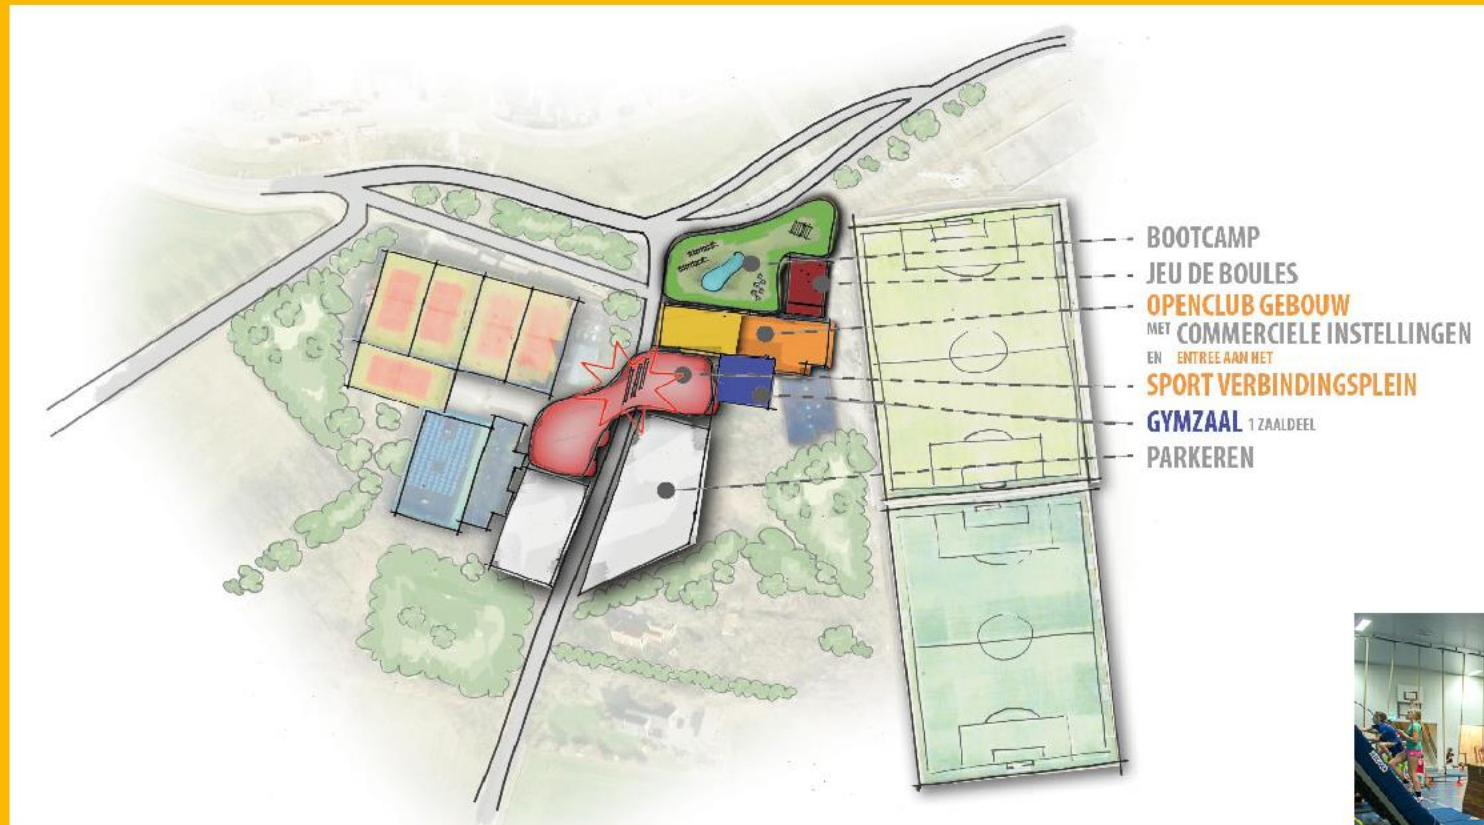 BOOTCAMP
JEU DE BOULES
OPENCLUB GEBOUW
MET COMMERCIELE INSTELLINGEN
EN ENTREE AAN HET
SPORT VERBINDINGSPLEIN
GYMZAAL 1 ZAALDEEL
PARKEREN